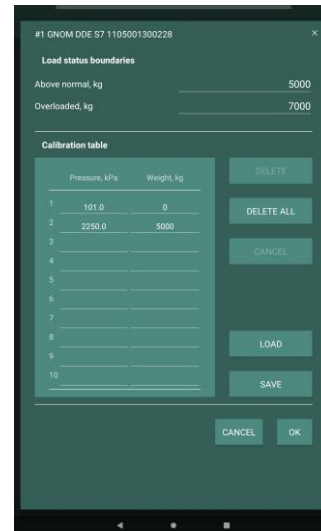 #1 GNOM DDE S7 1105001300228 ×
Load status boundaries
Above normal, kg 5000
Overloaded, kg 7000
Calibration table
Pressure, kPa Weight, kg
1 101.0 0
2 2250.0 5000
3
4
5
6
7
8
9
10
DELETE
DELETE ALL
CANCEL
LOAD
SAVE
CANCEL OK